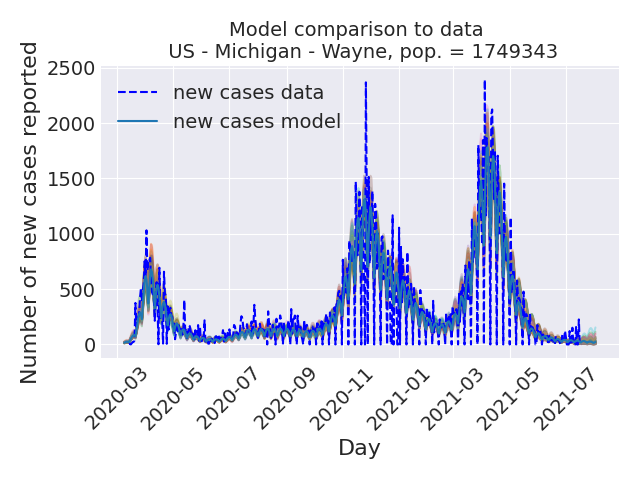 Model comparison to data
US - Michigan - Wayne, pop. = 1749343
Number of new cases reported
2500
2000
1500
1000
500
0
new cases data
new cases model
2020-03
2020-05
2020-07
2020-09
2020-11
2021-01
2021-03
2021-05
2021-07
Day